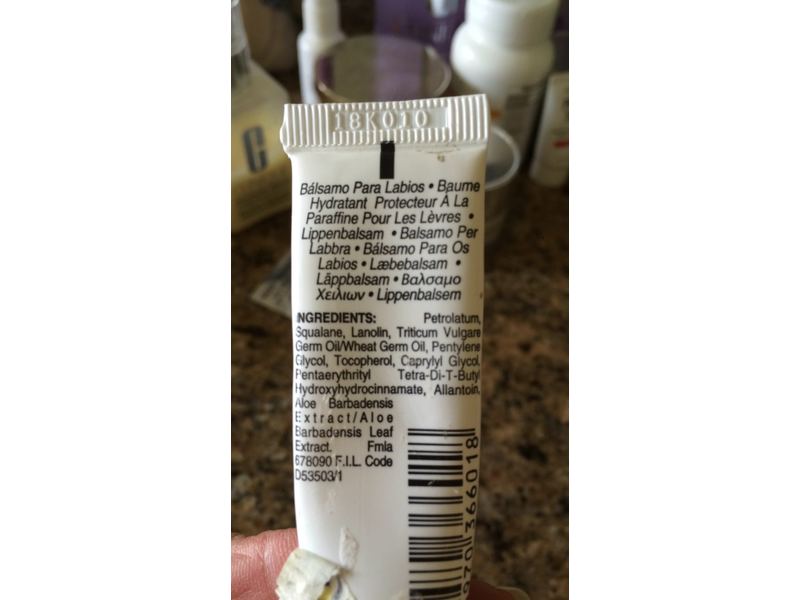 18K010
Bálsamo Para Labios • Baume
Hydratant Protecteur A La
Paraffine Pour Les Lèvres •
Lippenbalsam • Balsamo Per
Labbra • Bálsamo Para Os
Labios • Læbebalsam •
Läppbalsam • Βαλσαμο
Χειλιων • Lippenbalsem
INGREDIENTS: Petrolatum,
Squalane, Lanolin, Triticum Vulgare
Germ Oil/Wheat Germ Oil, Pentylene
Glycol, Tocopherol, Caprylyl Glycol,
Pentaerythrityl Tetra-Di-T-Butyl
Hydroxyhydrocinnamate, Allantoin,
Aloe Barbadensis
Extract/Aloe
Barbadensis Leaf
Extract. Fmla
678090 F.I.L. Code
D53503/1
970 366018
C